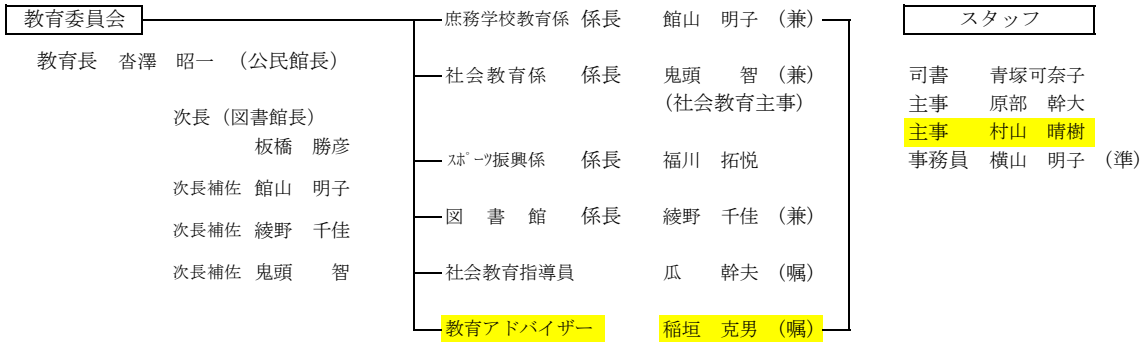 教育委員会
教育長 沓澤 昭一 (公民館長)
次長(図書館長)
板橋 勝彦
次長補佐 館山 明子
次長補佐 綾野 千佳
次長補佐 鬼頭 智
庶務学校教育係 係長 館山 明子 (兼)
社会教育係 係長 鬼頭 智 (兼)
(社会教育主事)
スポーツ振興係 係長 福川 拓悦
図書館 係長 綾野 千佳 (兼)
社会教育指導員 瓜 幹夫 (嘱)
教育アドバイザー 稲垣 克男 (嘱)
スタッフ
司書 青塚可奈子
主事 原部 幹大
主事 村山 晴樹
事務員 横山 明子 (準)